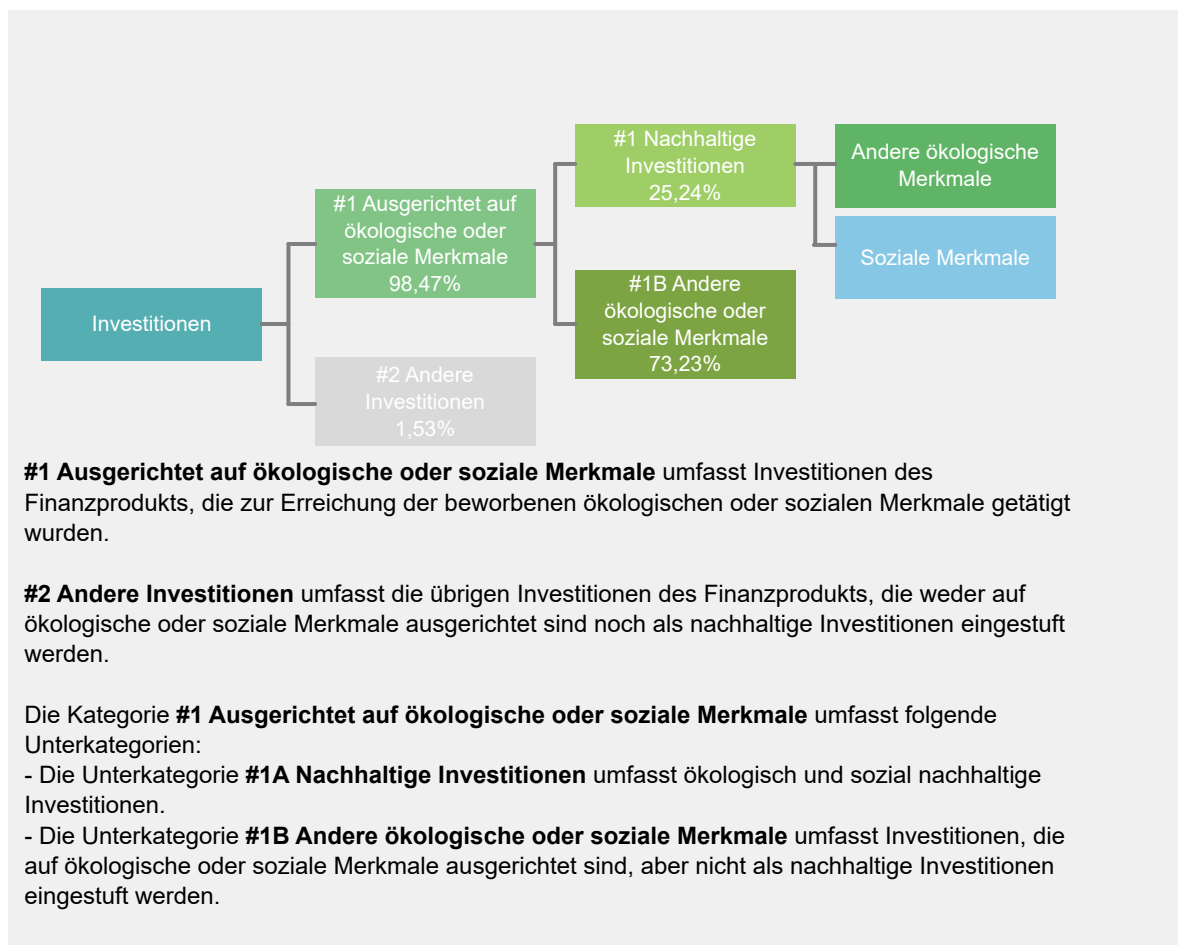 #1 Nachhaltige
Investitionen
25,24%
Andere ökologische
Merkmale
#1 Ausgerichtet auf
ökologische oder
soziale Merkmale
98,47%
Soziale Merkmale
#1B Andere
ökologische oder
soziale Merkmale
73,23%
Investitionen
#2 Andere
Investitionen
1,53%
#1 Ausgerichtet auf ökologische oder soziale Merkmale umfasst Investitionen des
Finanzprodukts, die zur Erreichung der beworbenen ökologischen oder sozialen Merkmale getätigt
wurden.
#2 Andere Investitionen umfasst die übrigen Investitionen des Finanzprodukts, die weder auf
ökologische oder soziale Merkmale ausgerichtet sind noch als nachhaltige Investitionen eingestuft
werden.
Die Kategorie #1 Ausgerichtet auf ökologische oder soziale Merkmale umfasst folgende
Unterkategorien:
- Die Unterkategorie #1A Nachhaltige Investitionen umfasst ökologisch und sozial nachhaltige
Investitionen.
- Die Unterkategorie #1B Andere ökologische oder soziale Merkmale umfasst Investitionen, die
auf ökologische oder soziale Merkmale ausgerichtet sind, aber nicht als nachhaltige Investitionen
eingestuft werden.